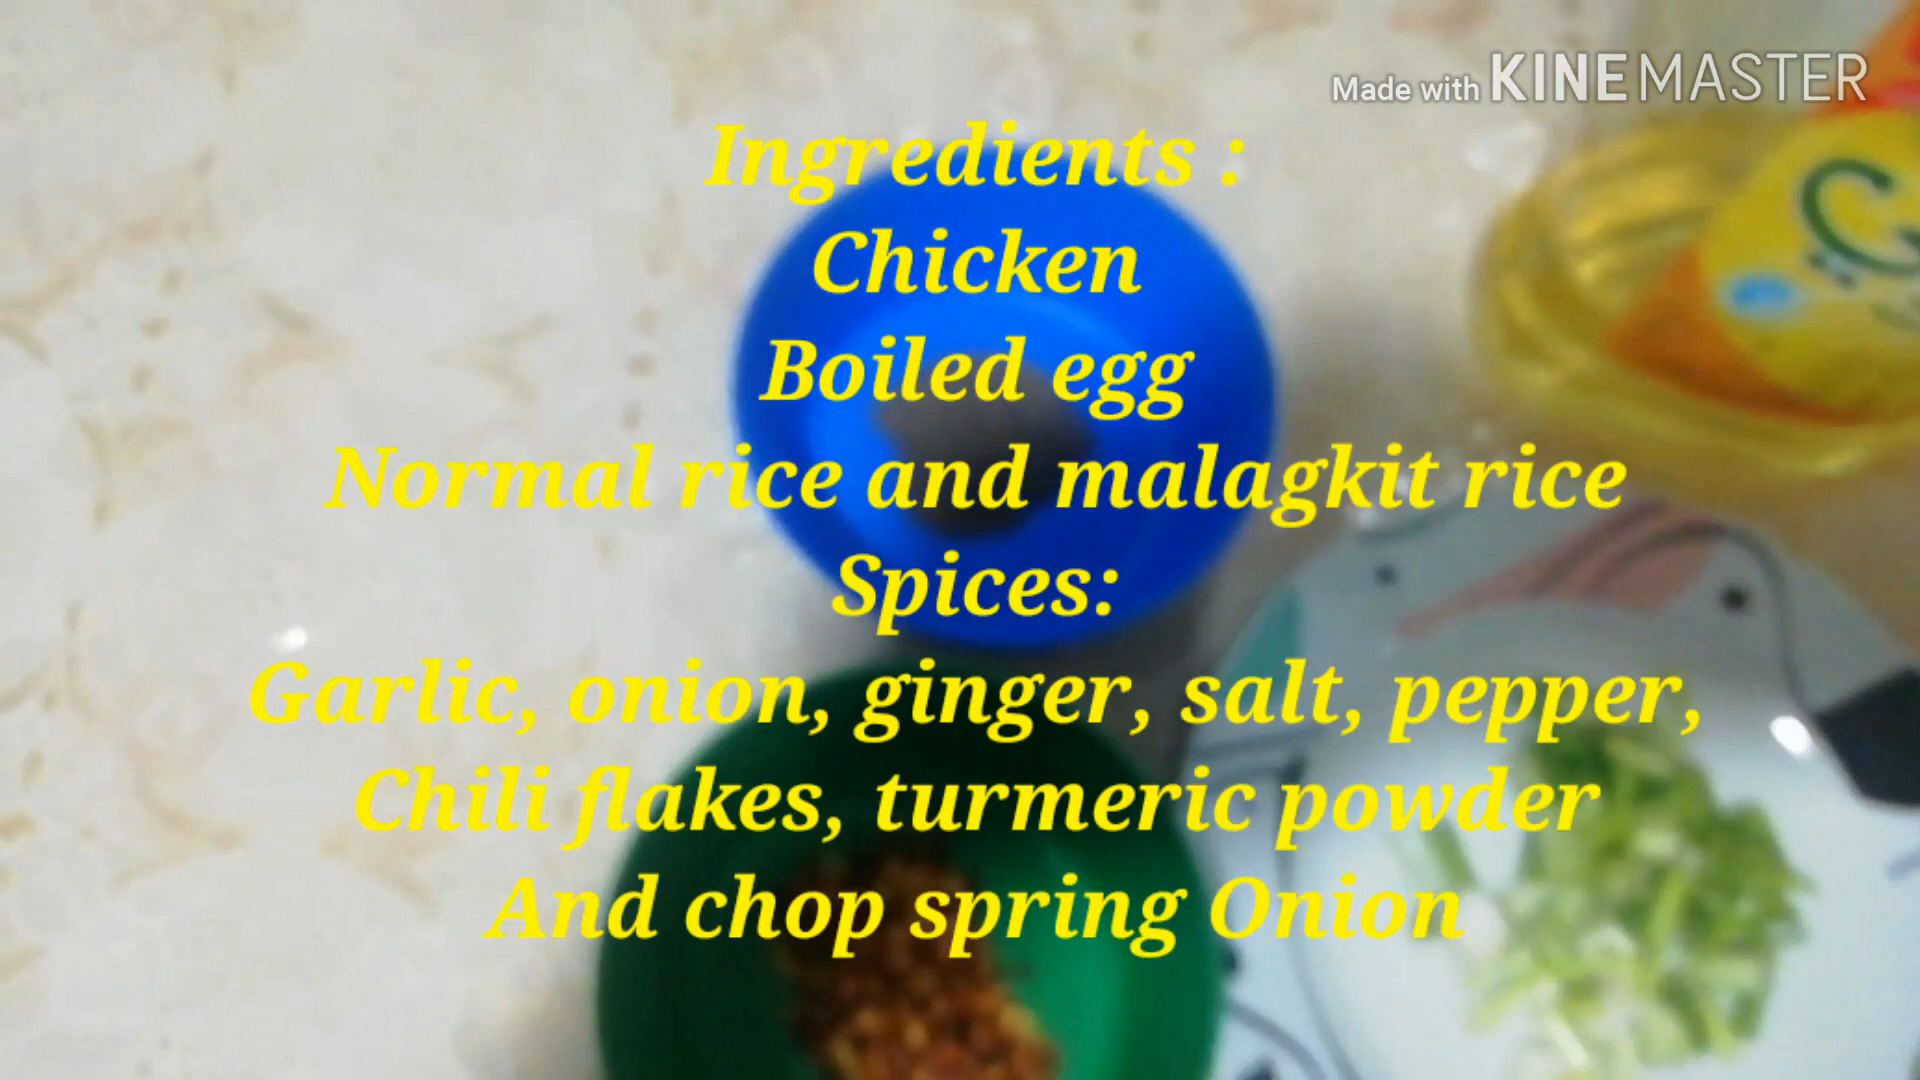 Made with KINEMASTER
Ingredients :
Chicken
Boiled egg
Normal rice and malagkit rice
Spices:
Garlic, onion, ginger, salt, pepper,
Chili flakes, turmeric powder
And chop spring Onion